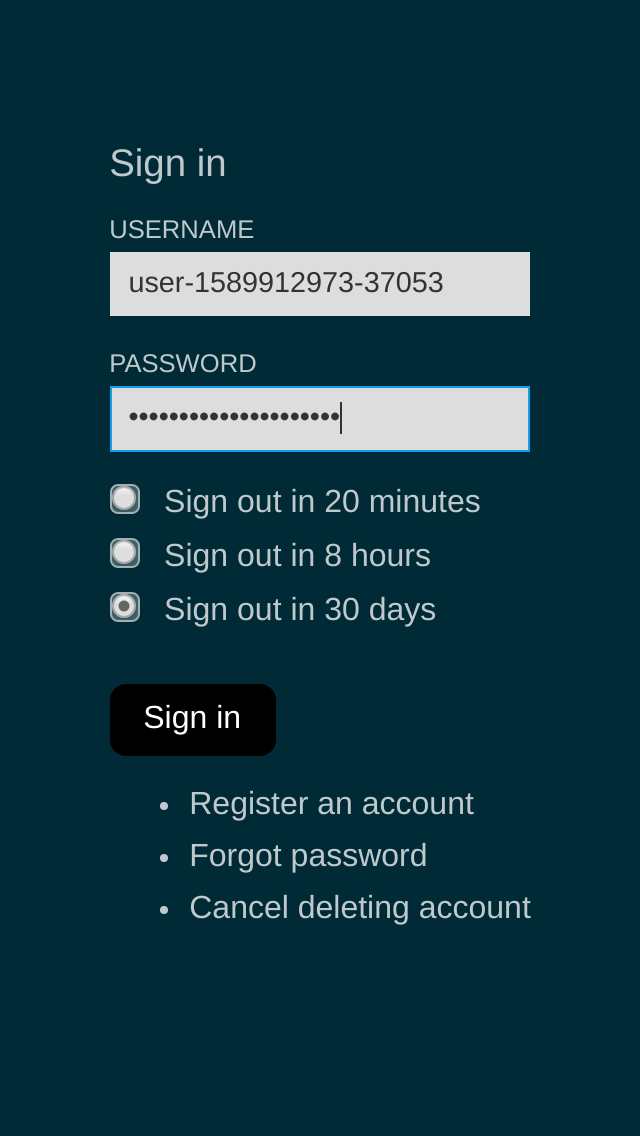 Sign in
USERNAME
user-1589912973-37053
PASSWORD
•••••••••••••••••••••
Sign out in 20 minutes
Sign out in 8 hours
Sign out in 30 days
Sign in
• Register an account
• Forgot password
• Cancel deleting account